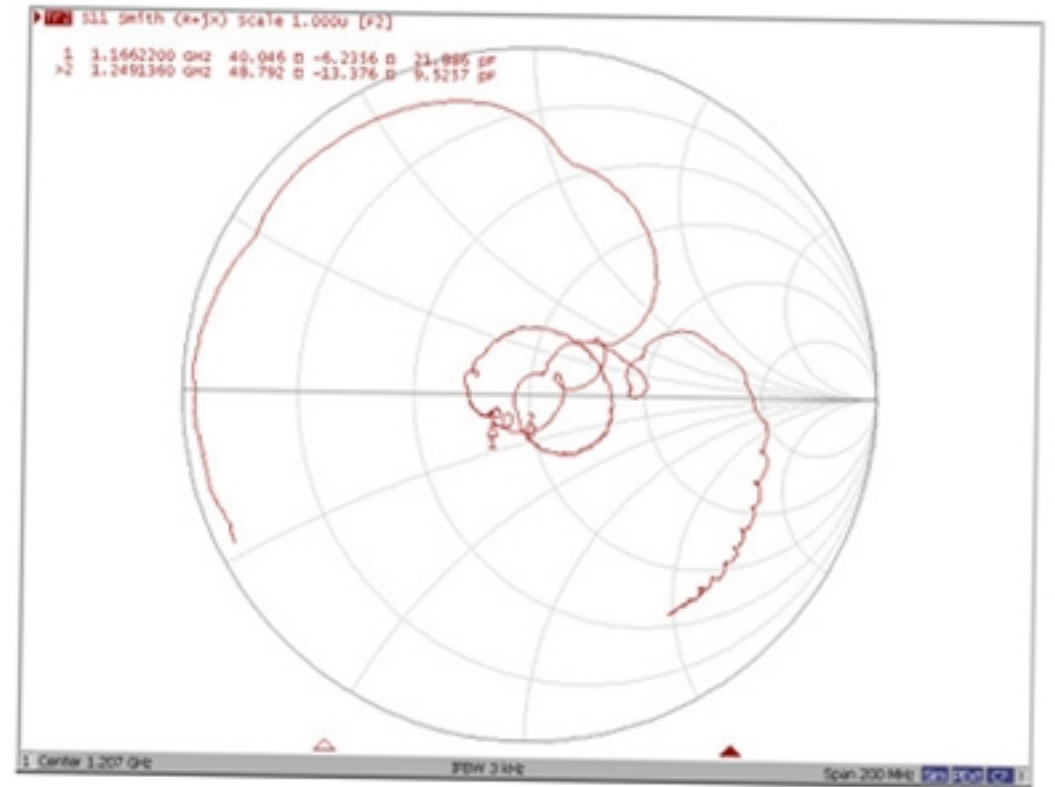 S11 Smith (R+jX) Scale 1.000U [F2]
1 1.1662200 GHz 40.046 Ω -6.2356 Ω 21.886 pF
>2 1.2491360 GHz 48.792 Ω -13.376 Ω 9.5257 pF
1
2
1 Center 1.207 GHz IFBW 3 kHz Span 200 MHz